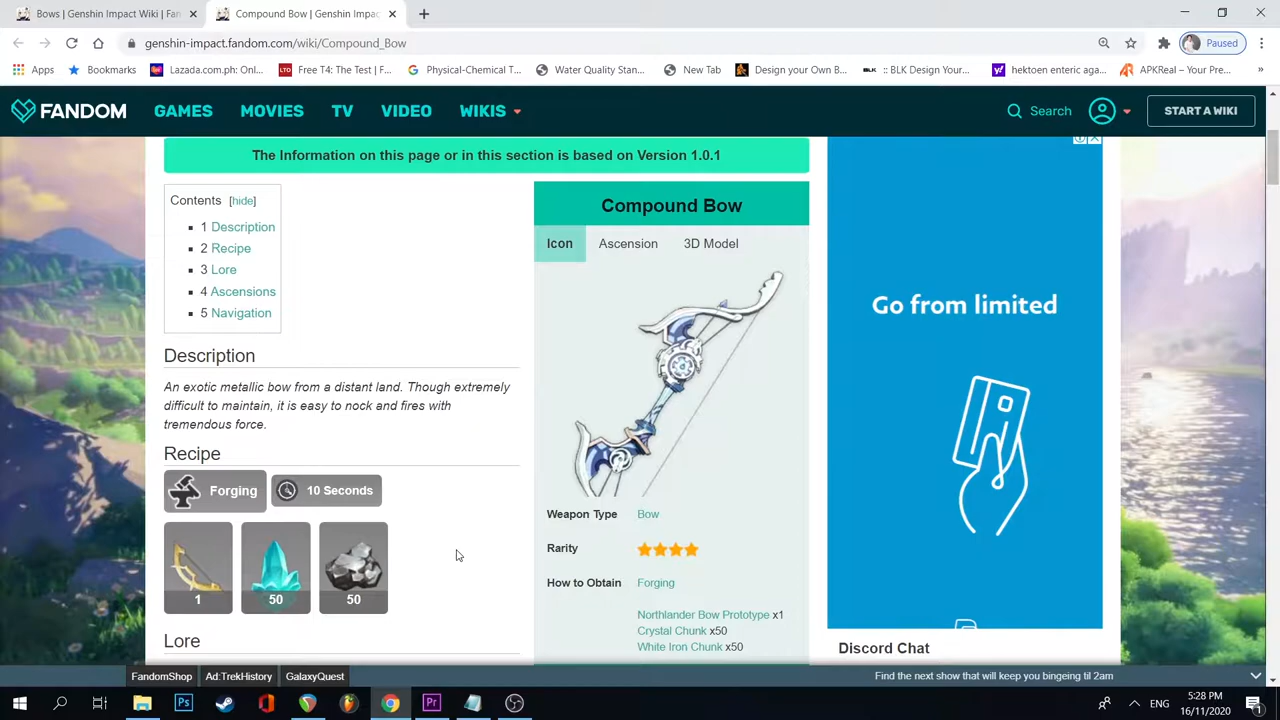 Bows | Genshin Impact Wiki | Fan
Compound Bow | Genshin Impac
genshin-impact.fandom.com/wiki/Compound_Bow
Paused
Apps
Bookmarks
Lazada.com.ph: Onl...
Free T4: The Test | F...
Physical-Chemical T...
Water Quality Stan...
New Tab
Design your Own B...
BLK Design Your...
hektoen enteric aga...
APKReal – Your Pre...
FANDOM
GAMES
MOVIES
TV
VIDEO
WIKIS
Search
START A WIKI
The Information on this page or in this section is based on Version 1.0.1
Contents [hide]
1 Description
2 Recipe
3 Lore
4 Ascensions
5 Navigation
Description
An exotic metallic bow from a distant land. Though extremely
difficult to maintain, it is easy to nock and fires with
tremendous force.
Recipe
Forging
10 Seconds
1
50
50
Lore
Compound Bow
Icon
Ascension
3D Model
Weapon Type Bow
Rarity
How to Obtain Forging
Northlander Bow Prototype x1
Crystal Chunk x50
White Iron Chunk x50
Go from limited
Discord Chat
FandomShop
Ad:TrekHistory
GalaxyQuest
Find the next show that will keep you bingeing til 2am
ENG
5:28 PM
16/11/2020